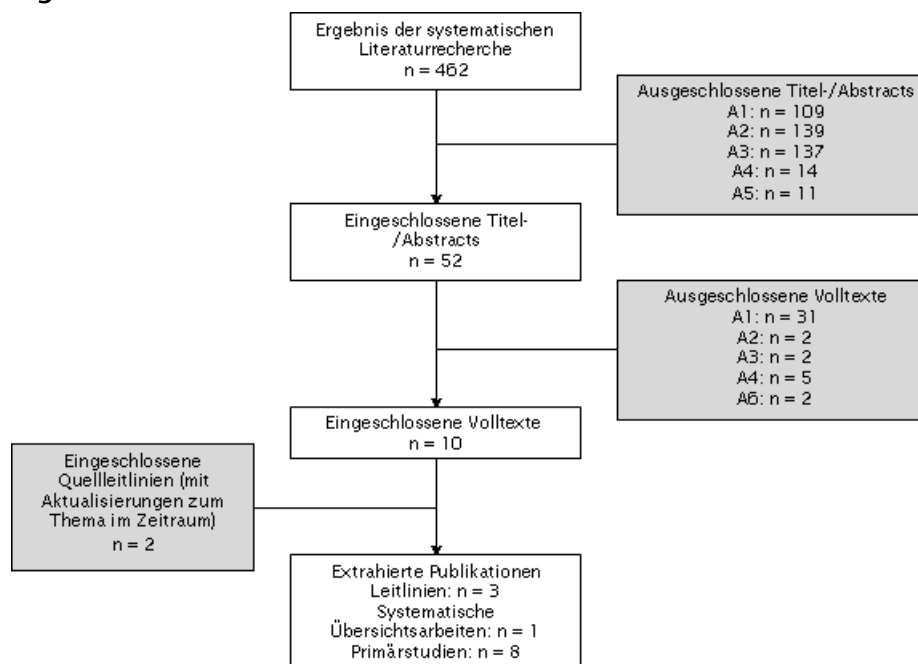 Ergebnis der systematischen
Literaturrecherche
n = 462
Ausgeschlossene Titel-/Abstracts
A1: n = 109
A2: n = 139
A3: n = 137
A4: n = 14
A5: n = 11
Eingeschlossene Titel-
/Abstracts
n = 52
Ausgeschlossene Volltexte
A1: n = 31
A2: n = 2
A3: n = 2
A4: n = 5
A6: n = 2
Eingeschlossene Volltexte
n = 10
Eingeschlossene
Quellleitlinien (mit
Aktualisierungen zum
Thema im Zeitraum)
n = 2
Extrahierte Publikationen
Leitlinien: n = 3
Systematische
Übersichtsarbeiten: n = 1
Primärstudien: n = 8